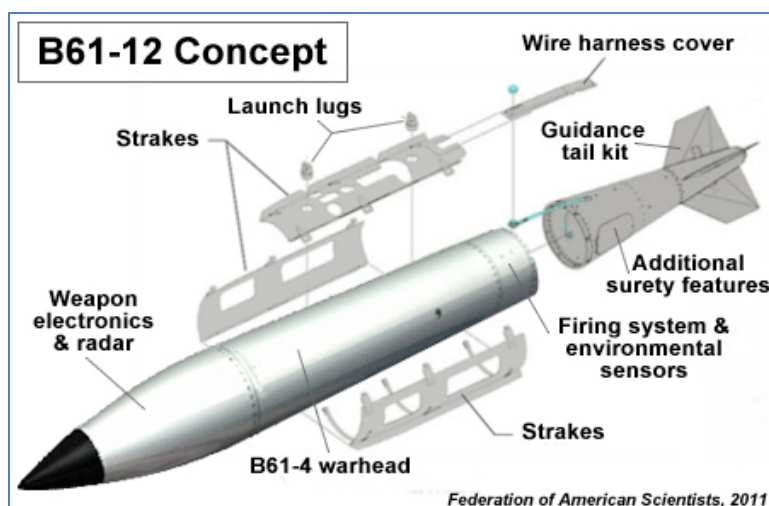 B61-12 Concept
Wire harness cover
Launch lugs
Strakes
Guidance
tail kit
Additional
surety features
Weapon
electronics
& radar
Firing system &
environmental
sensors
Strakes
B61-4 warhead
Federation of American Scientists, 2011